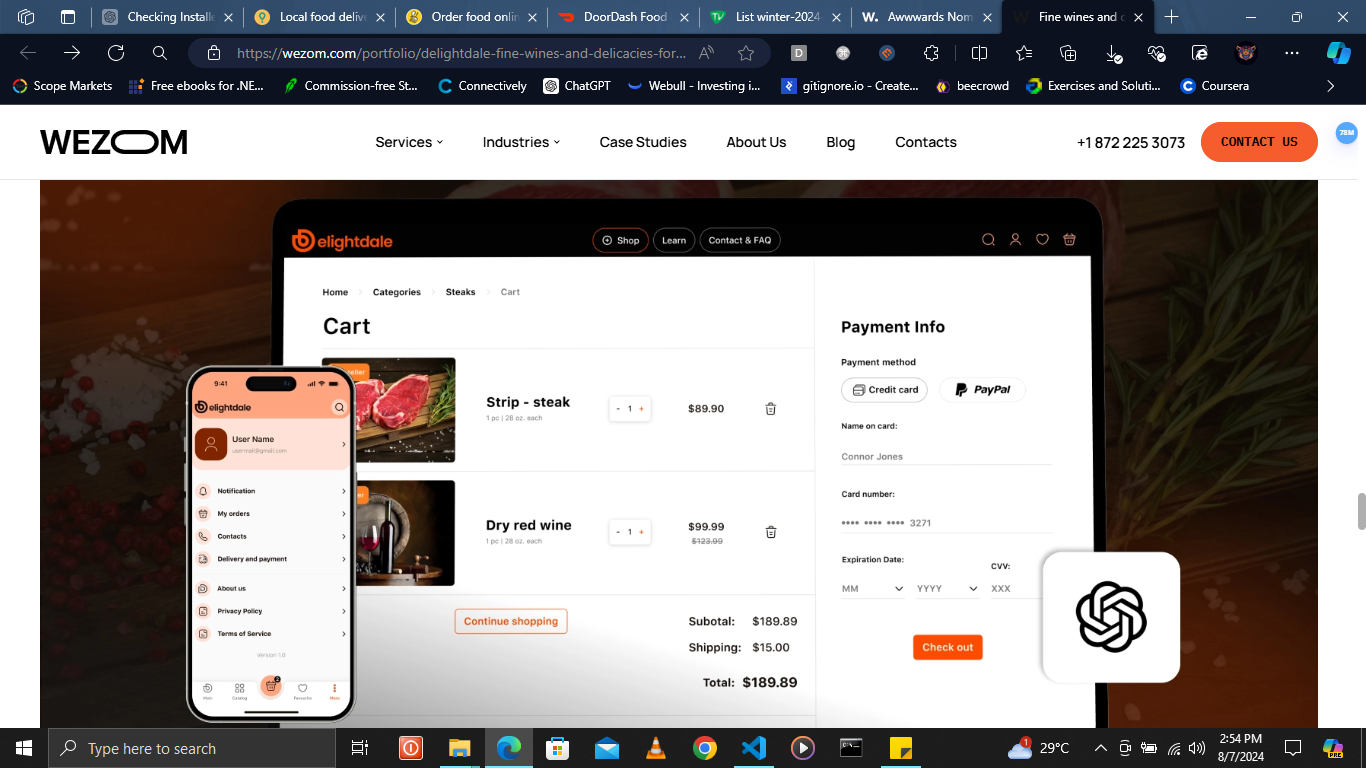 Checking Installe
Local food delive
Order food onlin
DoorDash Food
List winter-2024
Awwwards Nom
Fine wines and d
https://wezom.com/portfolio/delightdale-fine-wines-and-delicacies-for...
Scope Markets
Free ebooks for .NE...
Commission-free St...
Connectively
ChatGPT
Webull - Investing i...
gitignore.io - Create...
beecrowd
Exercises and Soluti...
Coursera
WEZOM
Services
Industries
Case Studies
About Us
Blog
Contacts
+1 872 225 3073
CONTACT US
78M
elightdale
Shop
Learn
Contact & FAQ
Home
Categories
Steaks
Cart
Cart
Strip - steak
1 pc | 28 oz. each
- 1 +
$89.90
Dry red wine
1 pc | 28 oz. each
- 1 +
$99.99
$123.99
Continue shopping
Subotal: $189.89
Shipping: $15.00
Total: $189.89
Payment Info
Payment method
Credit card
PayPal
Name on card:
Connor Jones
Card number:
•••• •••• •••• 3271
Expiration Date:
CVV:
MM
YYYY
XXX
Check out
9:41
elightdale
User Name
usermail@gmail.com
Notification
My orders
Contacts
Delivery and payment
About us
Privacy Policy
Terms of Service
Version 1.0
Main
Catalog
2
Favourite
Menu
Type here to search
1
29°C
2:54 PM
8/7/2024
PRE